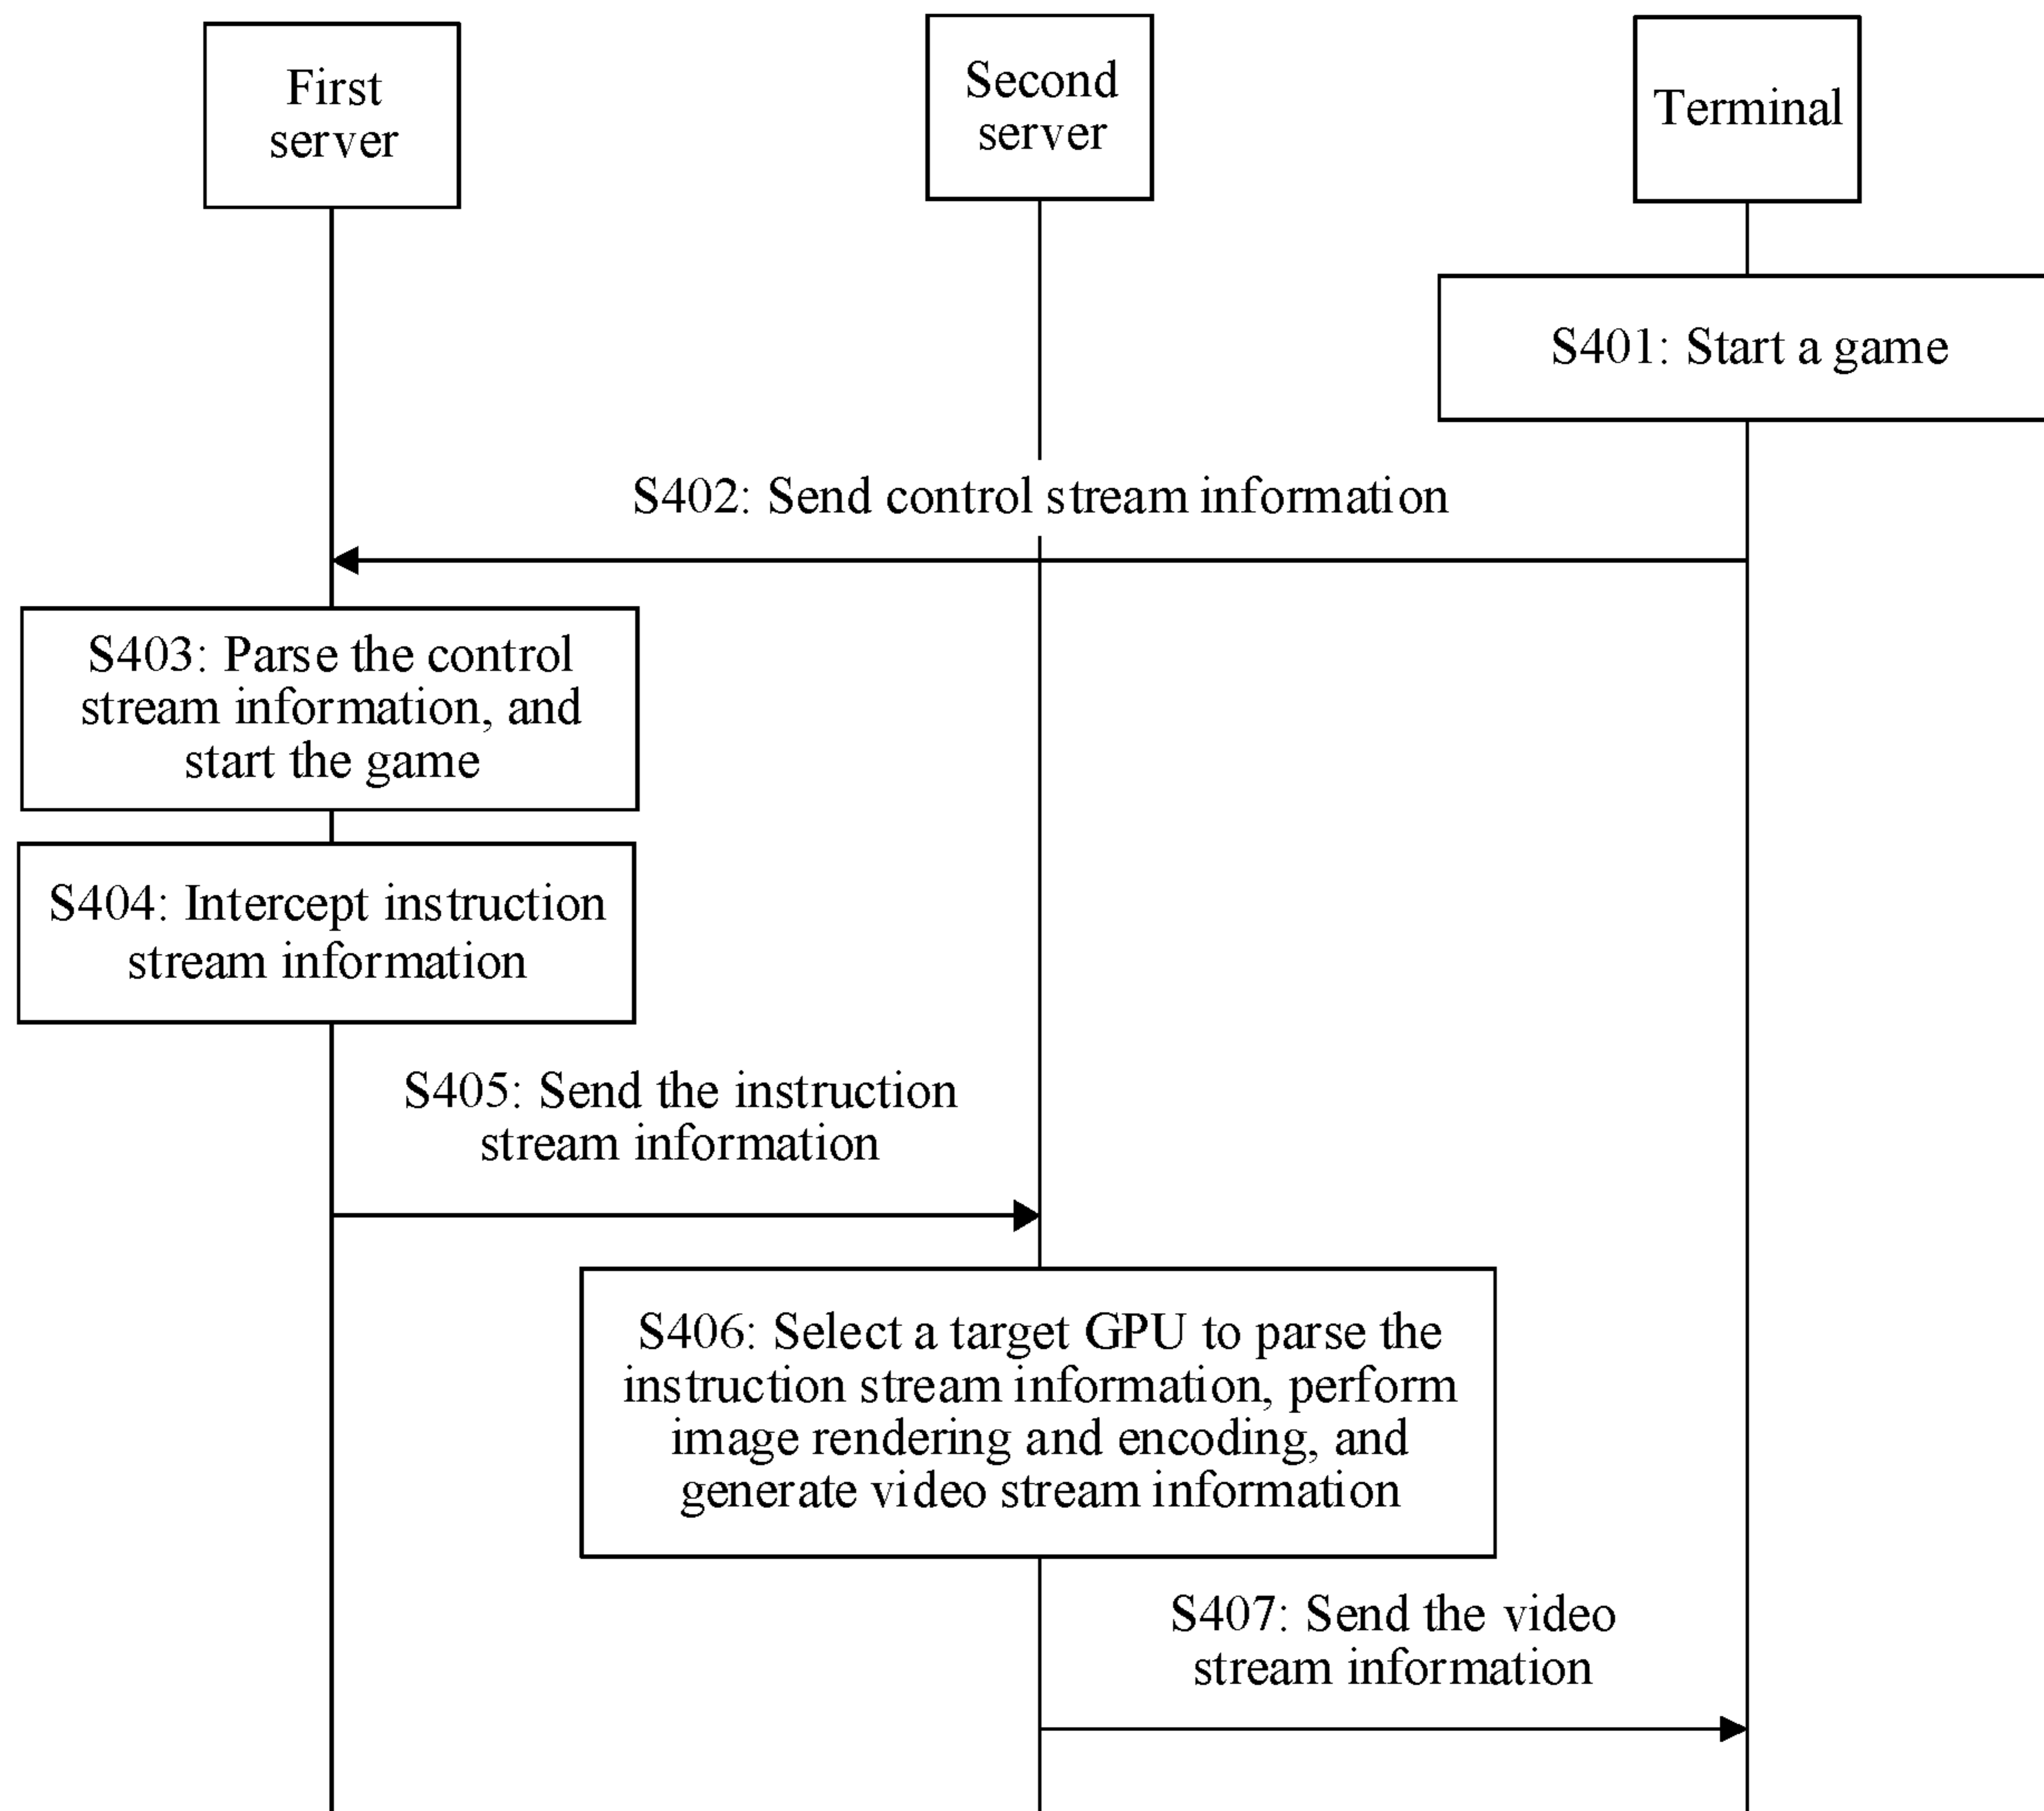 First
server
Second
server
Terminal
S401: Start a game
S402: Send control stream information
S403: Parse the control
stream information, and
start the game
S404: Intercept instruction
stream information
S405: Send the instruction
stream information
S406: Select a target GPU to parse the
instruction stream information, perform
image rendering and encoding, and
generate video stream information
S407: Send the video
stream information